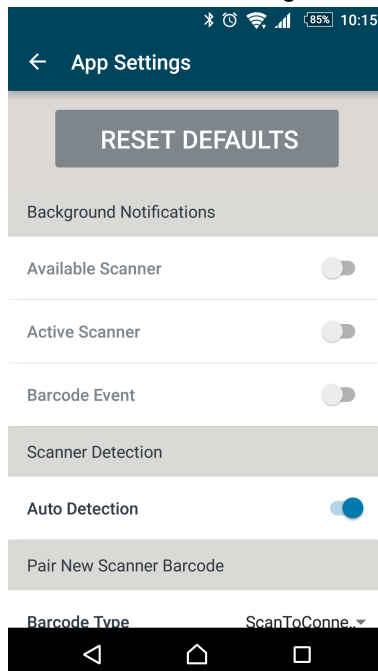 85% 10:15
App Settings
RESET DEFAULTS
Background Notifications
Available Scanner
Active Scanner
Barcode Event
Scanner Detection
Auto Detection
Pair New Scanner Barcode
Barcode Type ScanToConne..